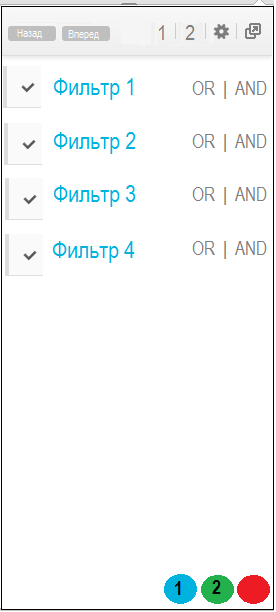 Назад Вперед 1 | 2
Фильтр 1 OR | AND
Фильтр 2 OR | AND
Фильтр 3 OR | AND
Фильтр 4 OR | AND
1 2